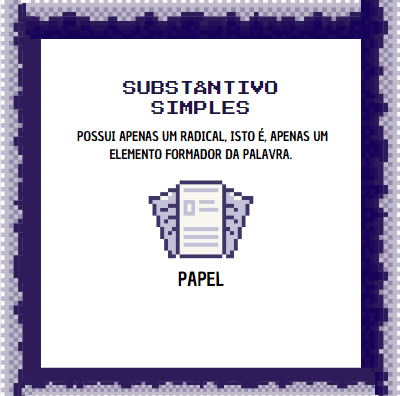 SUBSTANTIVO
SIMPLES
POSSUI APENAS UM RADICAL, ISTO É, APENAS UM
ELEMENTO FORMADOR DA PALAVRA.
PAPEL